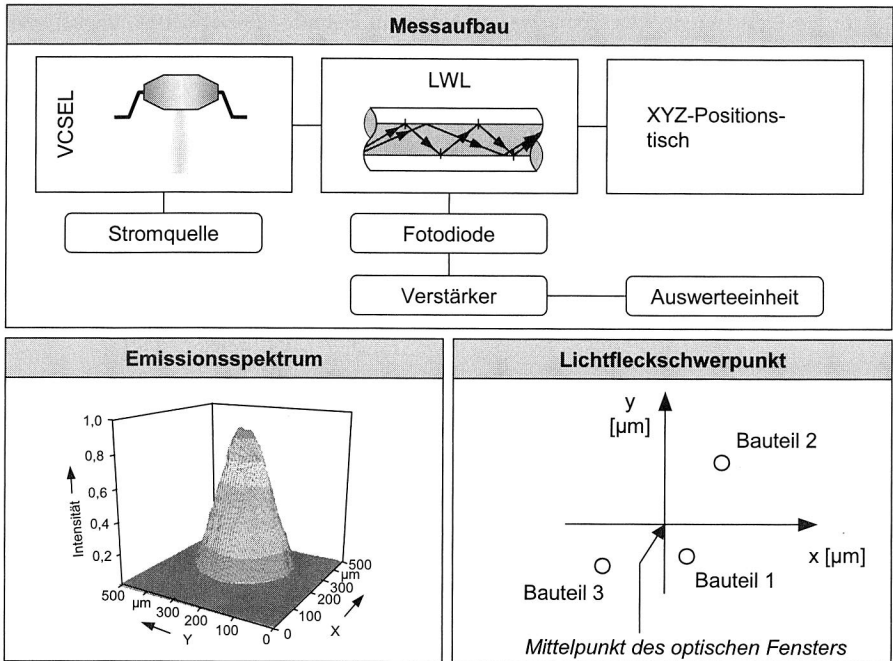 Messaufbau
VCSEL
LWL
XYZ-Positions-
tisch
Stromquelle
Fotodiode
Verstärker
Auswerteeinheit
Emissionsspektrum
Intensität
1,0
0,8
0,6
0,4
0,2
500
µm
300
200
100
0
Y
0
100
200
300
µm
500
X
Lichtfleckschwerpunkt
y
[µm]
Bauteil 2
x [µm]
Bauteil 1
Bauteil 3
Mittelpunkt des optischen Fensters